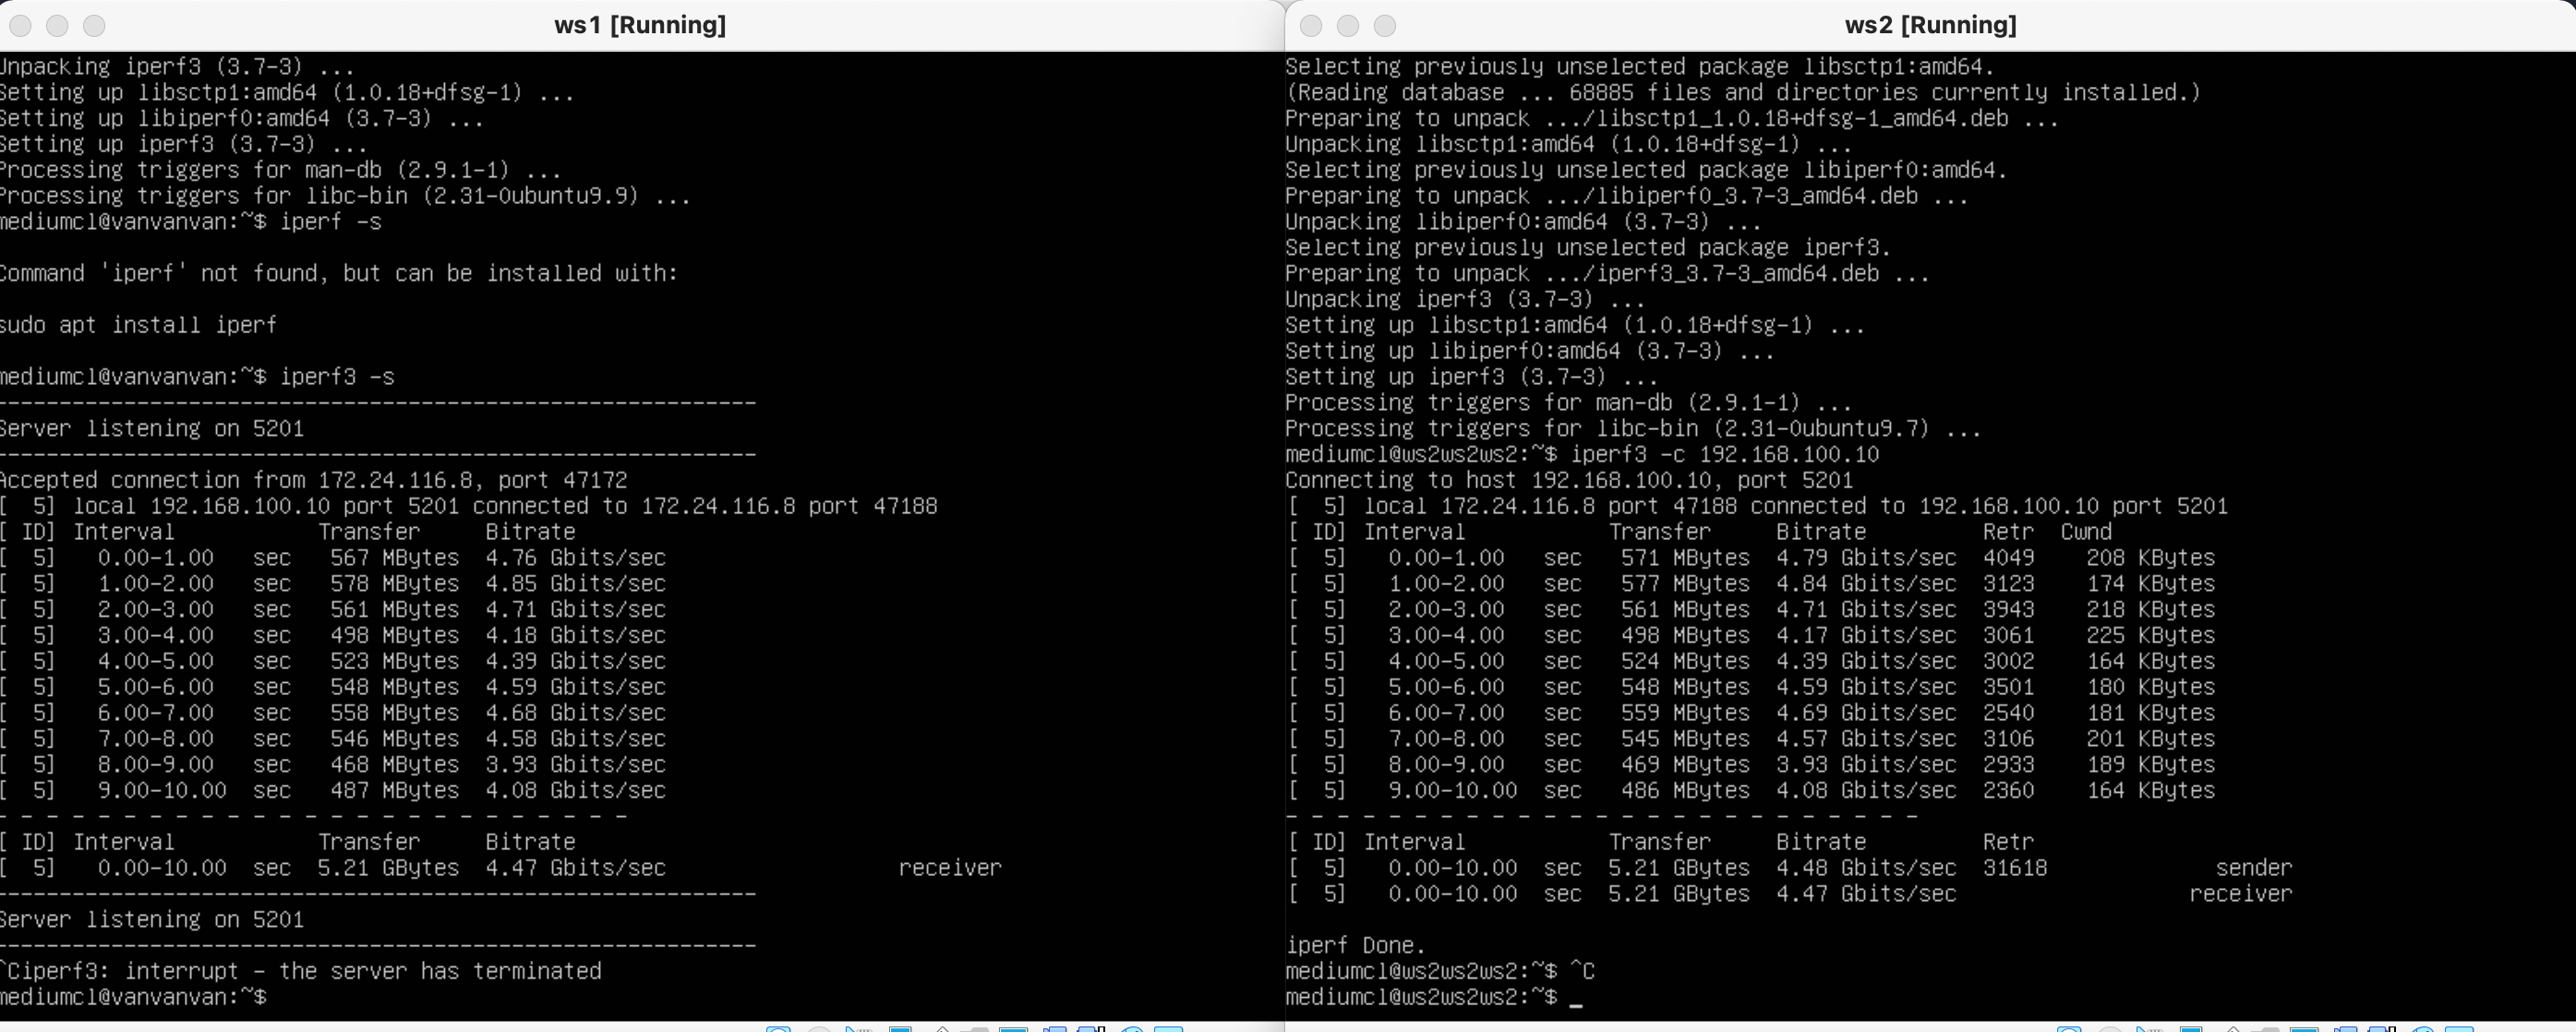 ws1 [Running]
Unpacking iperf3 (3.7-3) ...
Setting up libsctp1:amd64 (1.0.18+dfsg-1) ...
Setting up libiperf0:amd64 (3.7-3) ...
Setting up iperf3 (3.7-3) ...
Processing triggers for man-db (2.9.1-1) ...
Processing triggers for libc-bin (2.31-0ubuntu9.9) ...
mediumcl@vanvanvan:~$ iperf -s
Command 'iperf' not found, but can be installed with:
sudo apt install iperf
mediumcl@vanvanvan:~$ iperf3 -s
-----------------------------------------------------------
Server listening on 5201
-----------------------------------------------------------
Accepted connection from 172.24.116.8, port 47172
[  5] local 192.168.100.10 port 5201 connected to 172.24.116.8 port 47188
[ ID] Interval           Transfer     Bitrate
[  5]   0.00-1.00   sec   567 MBytes  4.76 Gbits/sec
[  5]   1.00-2.00   sec   578 MBytes  4.85 Gbits/sec
[  5]   2.00-3.00   sec   561 MBytes  4.71 Gbits/sec
[  5]   3.00-4.00   sec   498 MBytes  4.18 Gbits/sec
[  5]   4.00-5.00   sec   523 MBytes  4.39 Gbits/sec
[  5]   5.00-6.00   sec   548 MBytes  4.59 Gbits/sec
[  5]   6.00-7.00   sec   558 MBytes  4.68 Gbits/sec
[  5]   7.00-8.00   sec   546 MBytes  4.58 Gbits/sec
[  5]   8.00-9.00   sec   468 MBytes  3.93 Gbits/sec
[  5]   9.00-10.00  sec   487 MBytes  4.08 Gbits/sec
- - - - - - - - - - - - - - - - - - - - - - - - -
[ ID] Interval           Transfer     Bitrate
[  5]   0.00-10.00  sec  5.21 GBytes  4.47 Gbits/sec                  receiver
-----------------------------------------------------------
Server listening on 5201
-----------------------------------------------------------
^Ciperf3: interrupt - the server has terminated
mediumcl@vanvanvan:~$
ws2 [Running]
Selecting previously unselected package libsctp1:amd64.
(Reading database ... 68885 files and directories currently installed.)
Preparing to unpack .../libsctp1_1.0.18+dfsg-1_amd64.deb ...
Unpacking libsctp1:amd64 (1.0.18+dfsg-1) ...
Selecting previously unselected package libiperf0:amd64.
Preparing to unpack .../libiperf0_3.7-3_amd64.deb ...
Unpacking libiperf0:amd64 (3.7-3) ...
Selecting previously unselected package iperf3.
Preparing to unpack .../iperf3_3.7-3_amd64.deb ...
Unpacking iperf3 (3.7-3) ...
Setting up libsctp1:amd64 (1.0.18+dfsg-1) ...
Setting up libiperf0:amd64 (3.7-3) ...
Setting up iperf3 (3.7-3) ...
Processing triggers for man-db (2.9.1-1) ...
Processing triggers for libc-bin (2.31-0ubuntu9.7) ...
mediumcl@ws2ws2ws2:~$ iperf3 -c 192.168.100.10
Connecting to host 192.168.100.10, port 5201
[  5] local 172.24.116.8 port 47188 connected to 192.168.100.10 port 5201
[ ID] Interval           Transfer     Bitrate         Retr  Cwnd
[  5]   0.00-1.00   sec   571 MBytes  4.79 Gbits/sec  4049    208 KBytes
[  5]   1.00-2.00   sec   577 MBytes  4.84 Gbits/sec  3123    174 KBytes
[  5]   2.00-3.00   sec   561 MBytes  4.71 Gbits/sec  3943    218 KBytes
[  5]   3.00-4.00   sec   498 MBytes  4.17 Gbits/sec  3061    225 KBytes
[  5]   4.00-5.00   sec   524 MBytes  4.39 Gbits/sec  3002    164 KBytes
[  5]   5.00-6.00   sec   548 MBytes  4.59 Gbits/sec  3501    180 KBytes
[  5]   6.00-7.00   sec   559 MBytes  4.69 Gbits/sec  2540    181 KBytes
[  5]   7.00-8.00   sec   545 MBytes  4.57 Gbits/sec  3106    201 KBytes
[  5]   8.00-9.00   sec   469 MBytes  3.93 Gbits/sec  2933    189 KBytes
[  5]   9.00-10.00  sec   486 MBytes  4.08 Gbits/sec  2360    164 KBytes
- - - - - - - - - - - - - - - - - - - - - - - - -
[ ID] Interval           Transfer     Bitrate         Retr
[  5]   0.00-10.00  sec  5.21 GBytes  4.48 Gbits/sec  31618             sender
[  5]   0.00-10.00  sec  5.21 GBytes  4.47 Gbits/sec                  receiver
iperf Done.
mediumcl@ws2ws2ws2:~$ ^C
mediumcl@ws2ws2ws2:~$ _